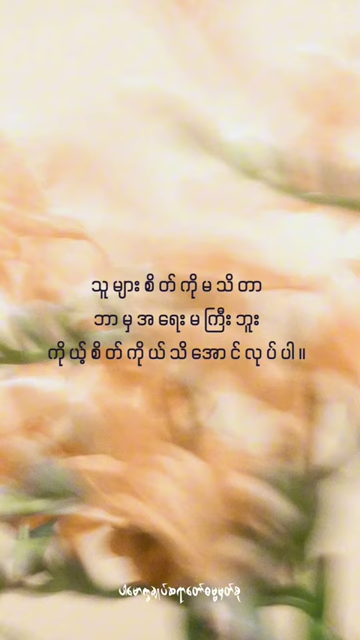 သူများစိတ်ကိုမသိတာ
ဘာမှအရေးမကြီးဘူး
ကိုယ့်စိတ်ကိုယ်သိအောင်လုပ်ပါ။